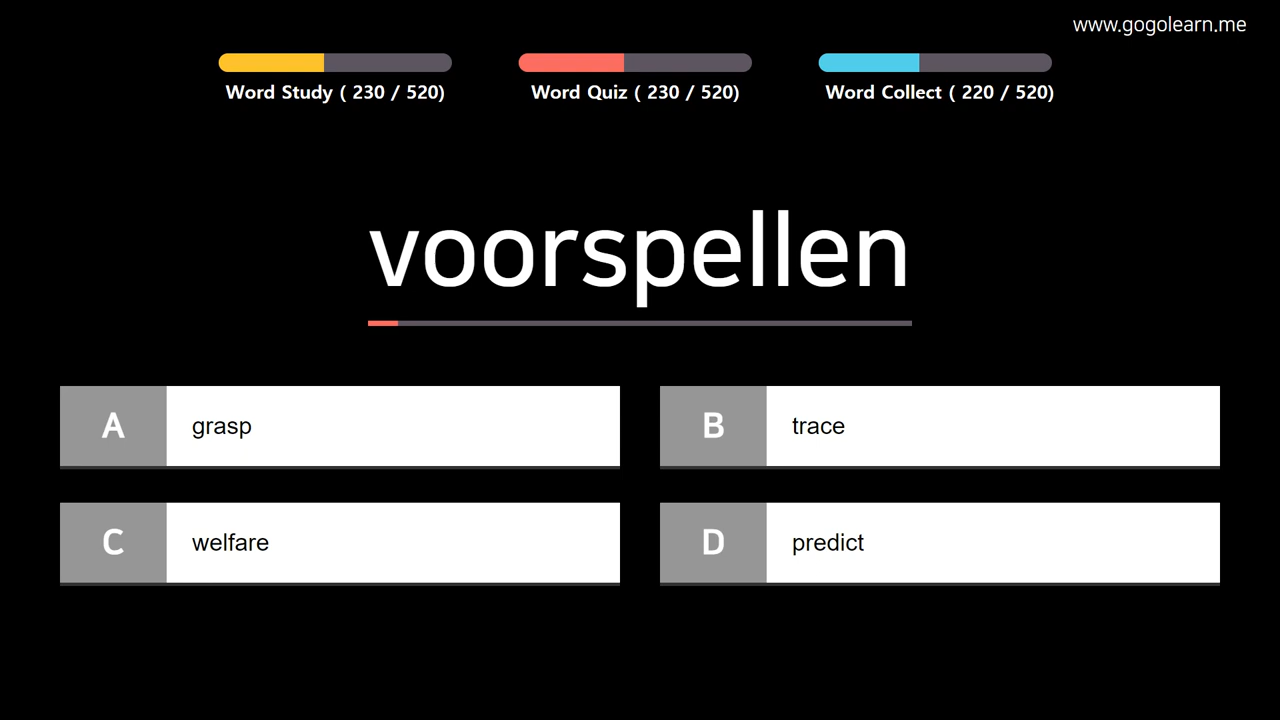 www.gogolearn.me
Word Study ( 230 / 520)
Word Quiz ( 230 / 520)
Word Collect ( 220 / 520)
voorspellen
A grasp
B trace
C welfare
D predict